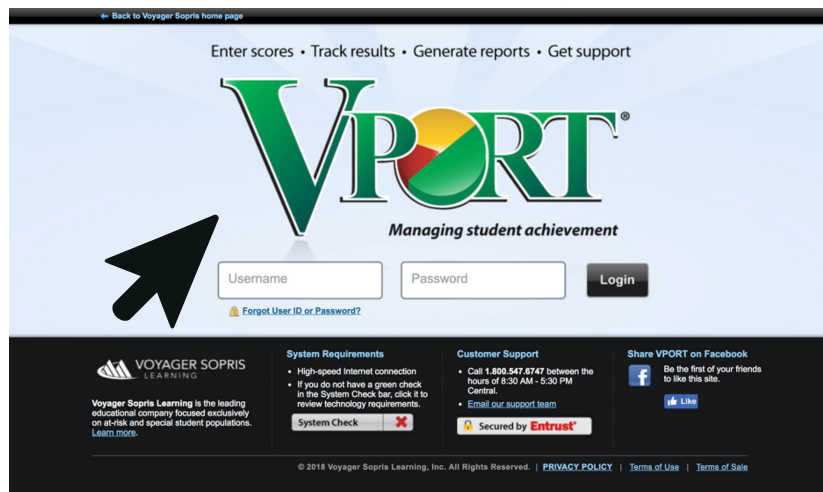 ← Back to Voyager Sopris home page
Enter scores • Track results • Generate reports • Get support
VPORT®
Managing student achievement
Username
Password
Login
Forgot User ID or Password?
VOYAGER SOPRIS
LEARNING
Voyager Sopris Learning is the leading
educational company focused exclusively
on at-risk and special student populations.
Learn more.
System Requirements
• High-speed Internet connection
• If you do not have a green check
in the System Check bar, click it to
review technology requirements.
System Check
Customer Support
• Call 1.800.547.6747 between the
hours of 8:30 AM - 5:30 PM
Central.
• Email our support team
Secured by Entrust®
Share VPORT on Facebook
f
Be the first of your friends
to like this site.
Like
© 2018 Voyager Sopris Learning, Inc. All Rights Reserved. | PRIVACY POLICY | Terms of Use | Terms of Sale